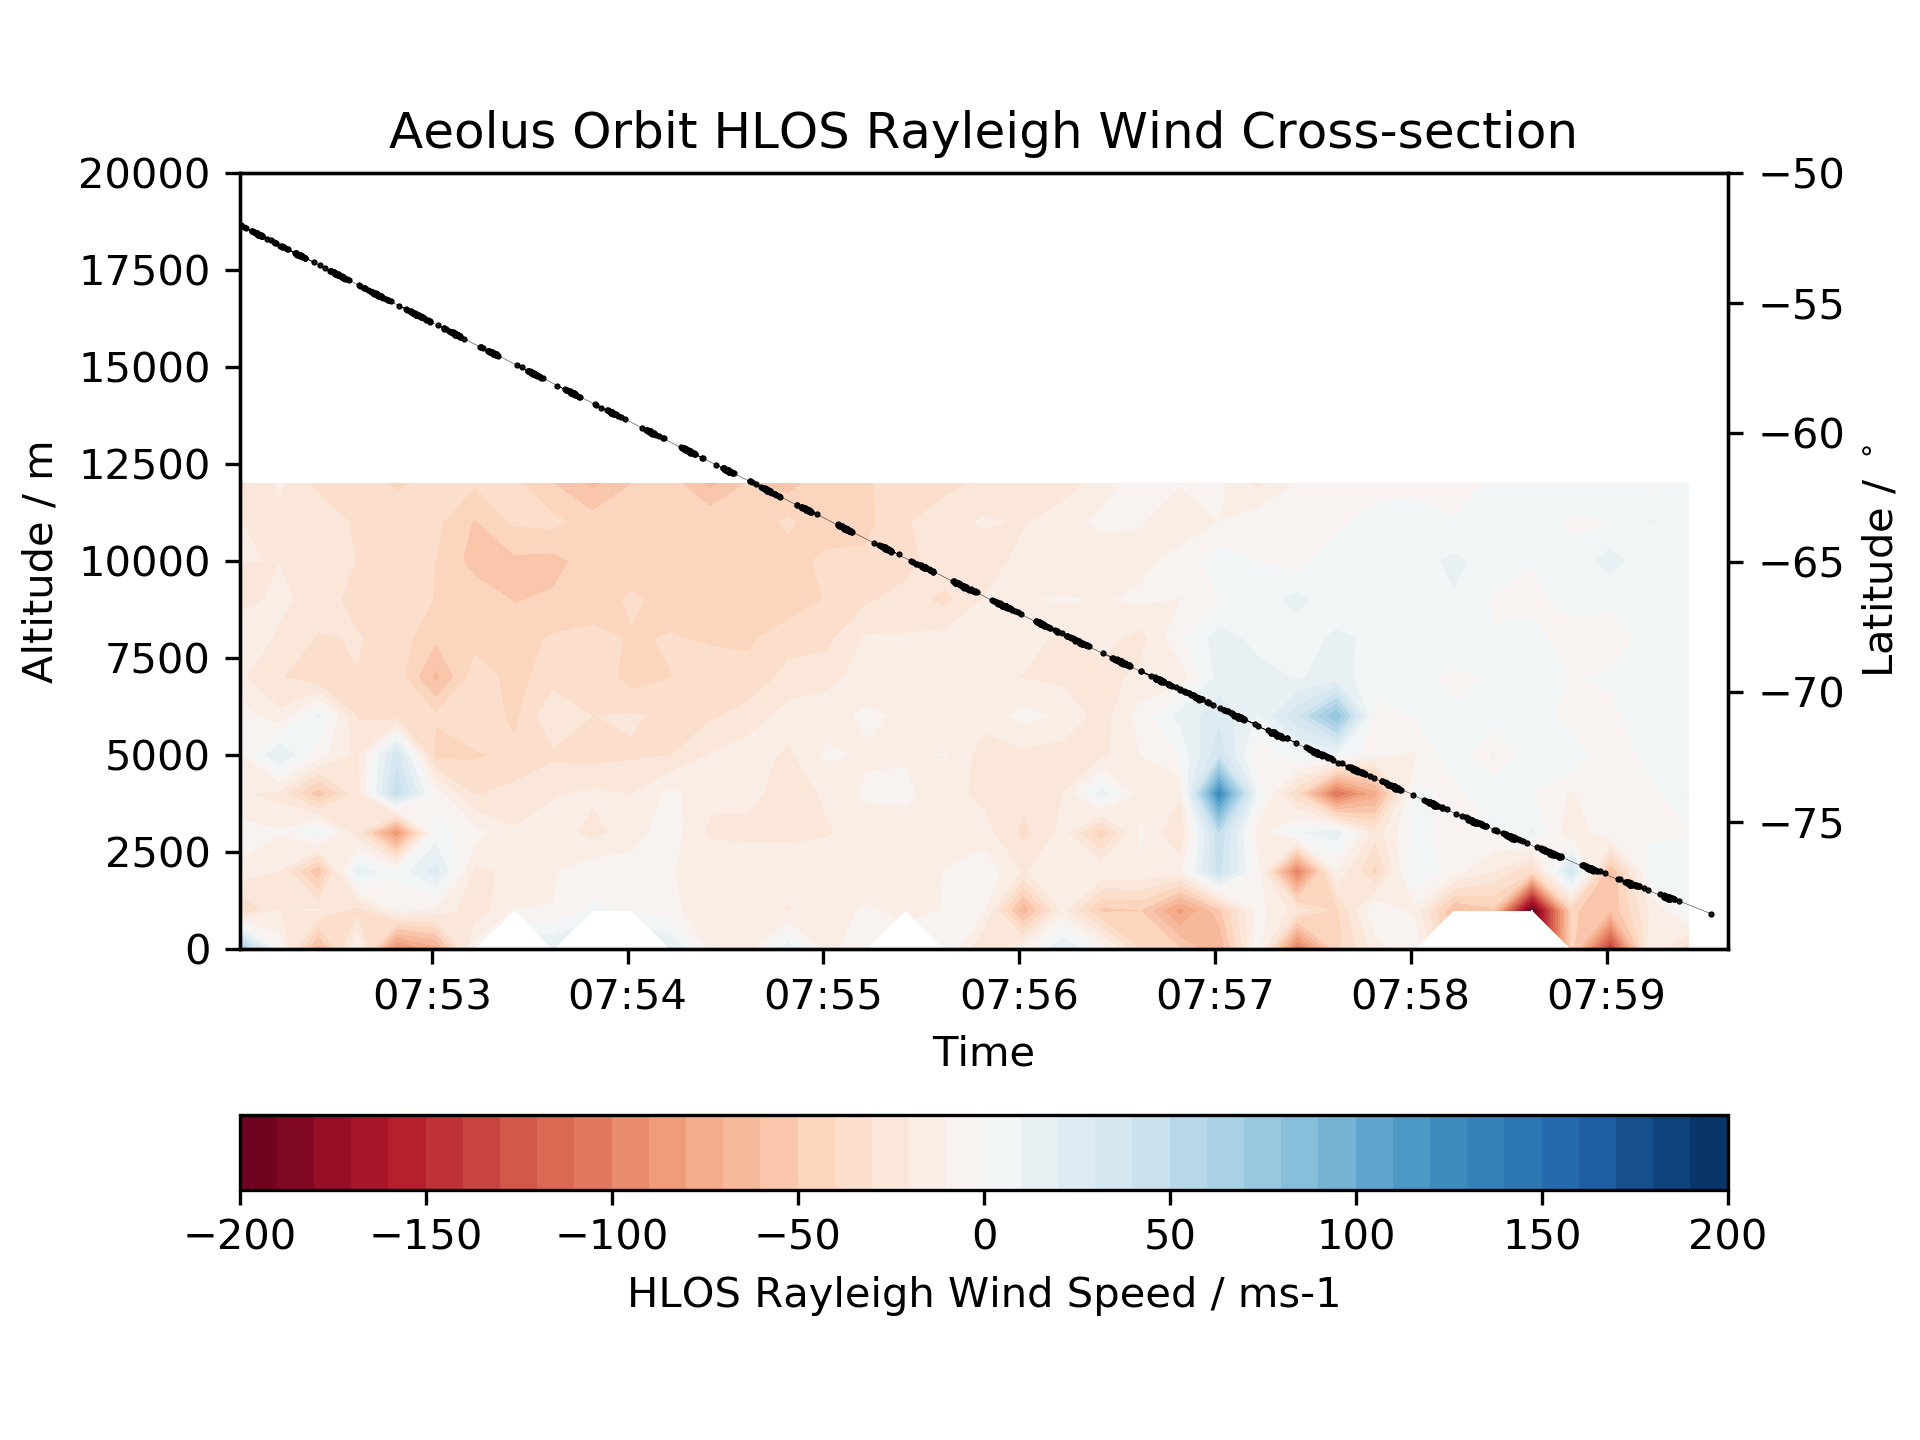 Aeolus Orbit HLOS Rayleigh Wind Cross-section
20000
17500
15000
12500
10000
7500
5000
2500
0
Altitude / m
−50
−55
−60
−65
−70
−75
Latitude / °
07:53 07:54 07:55 07:56 07:57 07:58 07:59
Time
−200 −150 −100 −50 0 50 100 150 200
HLOS Rayleigh Wind Speed / ms-1